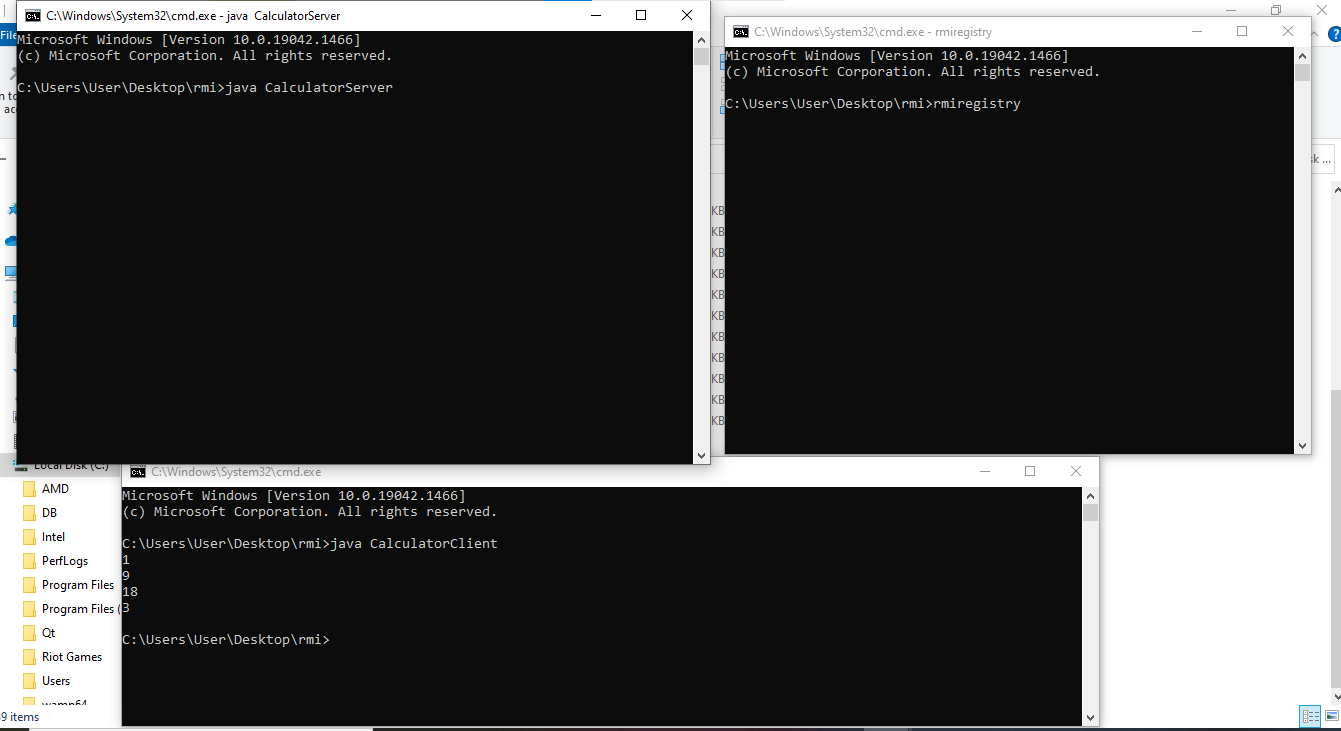 C:\Windows\System32\cmd.exe - java  CalculatorServer
Microsoft Windows [Version 10.0.19042.1466]
(c) Microsoft Corporation. All rights reserved.
C:\Users\User\Desktop\rmi>java CalculatorServer
C:\Windows\System32\cmd.exe - rmiregistry
Microsoft Windows [Version 10.0.19042.1466]
(c) Microsoft Corporation. All rights reserved.
C:\Users\User\Desktop\rmi>rmiregistry
File
KB
KB
KB
KB
KB
KB
KB
KB
KB
KB
KB
Local Disk (C:)
AMD
DB
Intel
PerfLogs
Program Files
Program Files (
Qt
Riot Games
Users
wamp64
9 items
C:\Windows\System32\cmd.exe
Microsoft Windows [Version 10.0.19042.1466]
(c) Microsoft Corporation. All rights reserved.
C:\Users\User\Desktop\rmi>java CalculatorClient
1
9
18
3
C:\Users\User\Desktop\rmi>